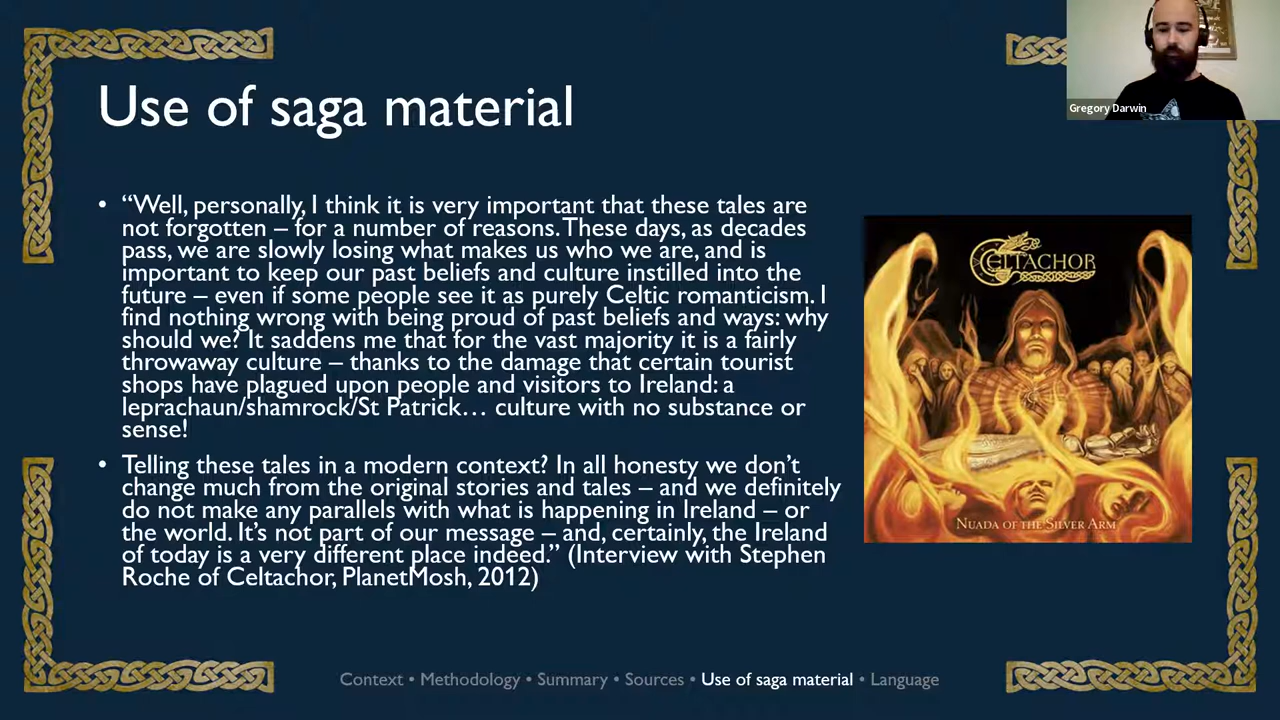 Gregory Darwin
Use of saga material
• “Well, personally, I think it is very important that these tales are
not forgotten – for a number of reasons. These days, as decades
pass, we are slowly losing what makes us who we are, and is
important to keep our past beliefs and culture instilled into the
future – even if some people see it as purely Celtic romanticism. I
find nothing wrong with being proud of past beliefs and ways: why
should we? It saddens me that for the vast majority it is a fairly
throwaway culture – thanks to the damage that certain tourist
shops have plagued upon people and visitors to Ireland: a
leprachaun/shamrock/St Patrick… culture with no substance or
sense!
• Telling these tales in a modern context? In all honesty we don’t
change much from the original stories and tales – and we definitely
do not make any parallels with what is happening in Ireland – or
the world. It’s not part of our message – and, certainly, the Ireland
of today is a very different place indeed.” (Interview with Stephen
Roche of Celtachor, PlanetMosh, 2012)
CELTACHOR
NUADA OF THE SILVER ARM
Context • Methodology • Summary • Sources • Use of saga material • Language